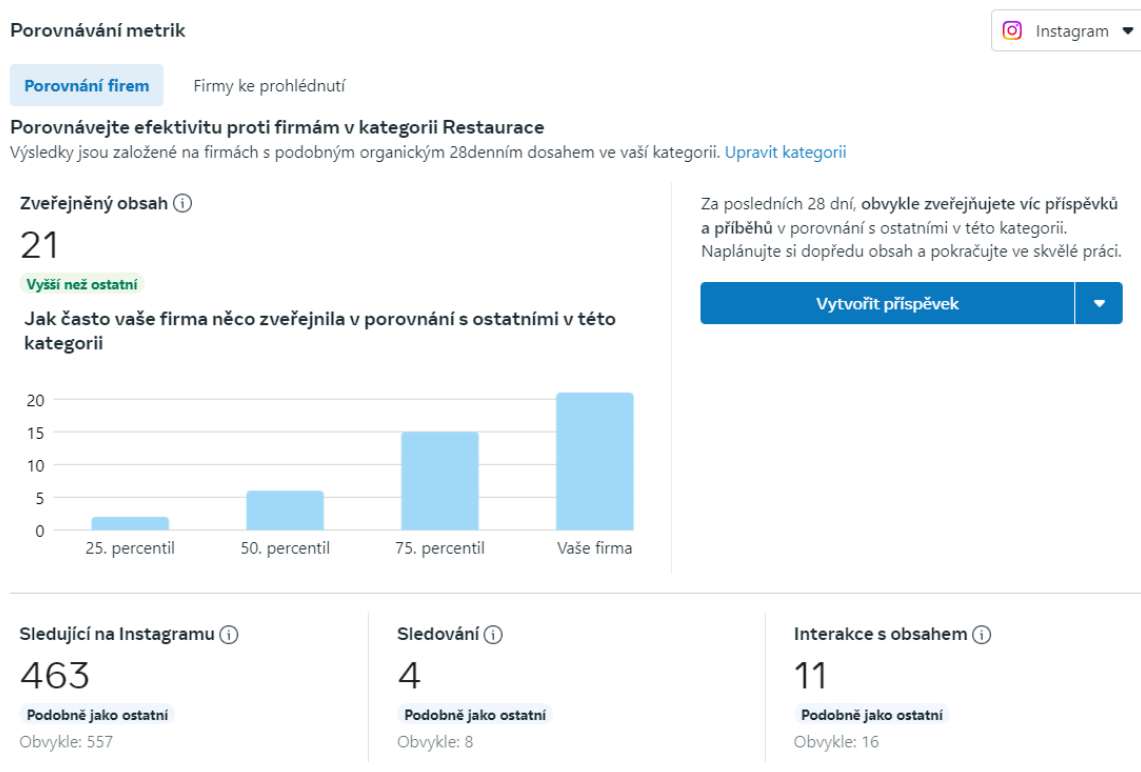 Porovnávání metrik
Instagram
Porovnání firem
Firmy ke prohlédnutí
Porovnávejte efektivitu proti firmám v kategorii Restaurace
Výsledky jsou založené na firmách s podobným organickým 28denním dosahem ve vaší kategorii. Upravit kategorii
Zveřejněný obsah
21
Vyšší než ostatní
Jak často vaše firma něco zveřejnila v porovnání s ostatními v této
kategorii
20
15
10
5
0
25. percentil
50. percentil
75. percentil
Vaše firma
Za posledních 28 dní, obvykle zveřejňujete víc příspěvků
a příběhů v porovnání s ostatními v této kategorii.
Naplánujte si dopředu obsah a pokračujte ve skvělé práci.
Vytvořit příspěvek
Sledující na Instagramu
463
Podobně jako ostatní
Obvykle: 557
Sledování
4
Podobně jako ostatní
Obvykle: 8
Interakce s obsahem
11
Podobně jako ostatní
Obvykle: 16